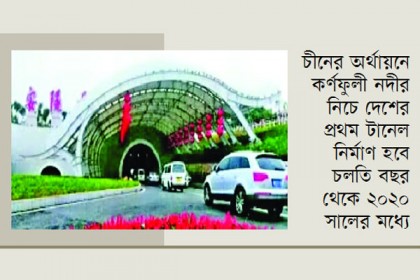 চীনের অর্থায়নে
কর্ণফুলী নদীর
নিচে দেশের
প্রথম টানেল
নির্মাণ হবে
চলতি বছর
থেকে ২০২০
সালের মধ্যে